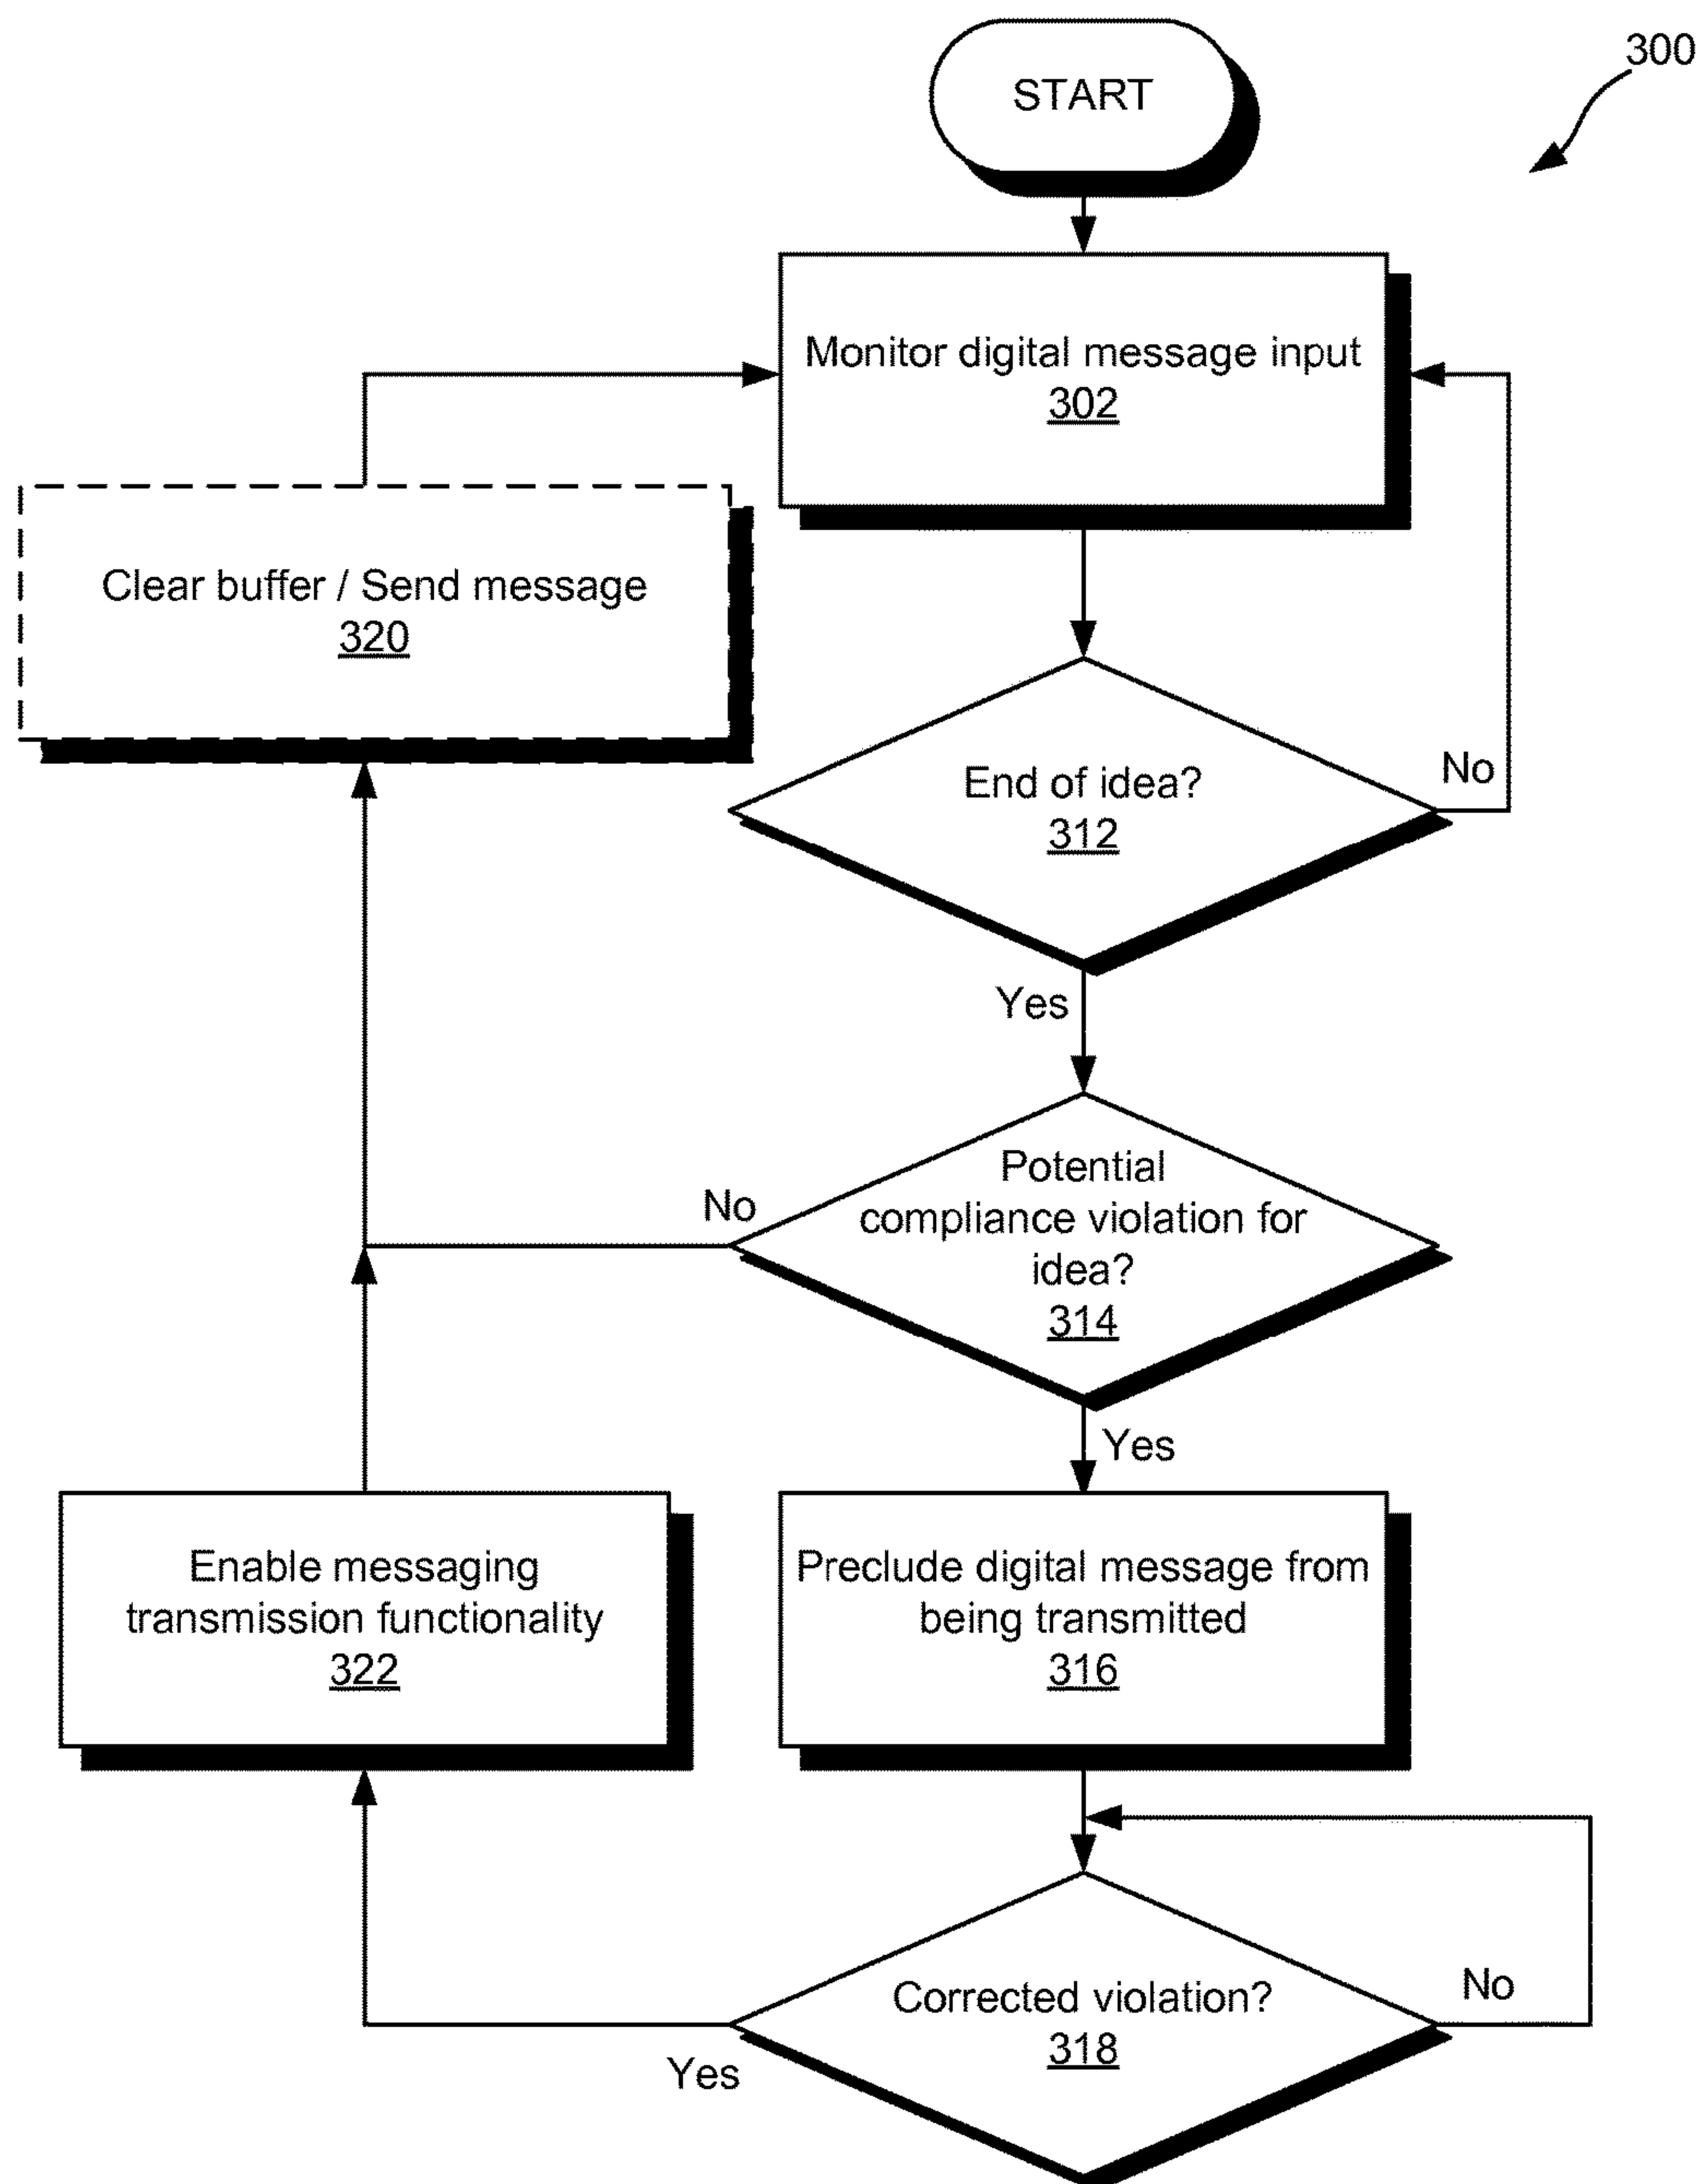 START
300
Monitor digital message input
302
Clear buffer / Send message
320
End of idea?
312
No
Yes
Potential
compliance violation for
idea?
314
No
Yes
Enable messaging
transmission functionality
322
Preclude digital message from
being transmitted
316
Corrected violation?
318
No
Yes